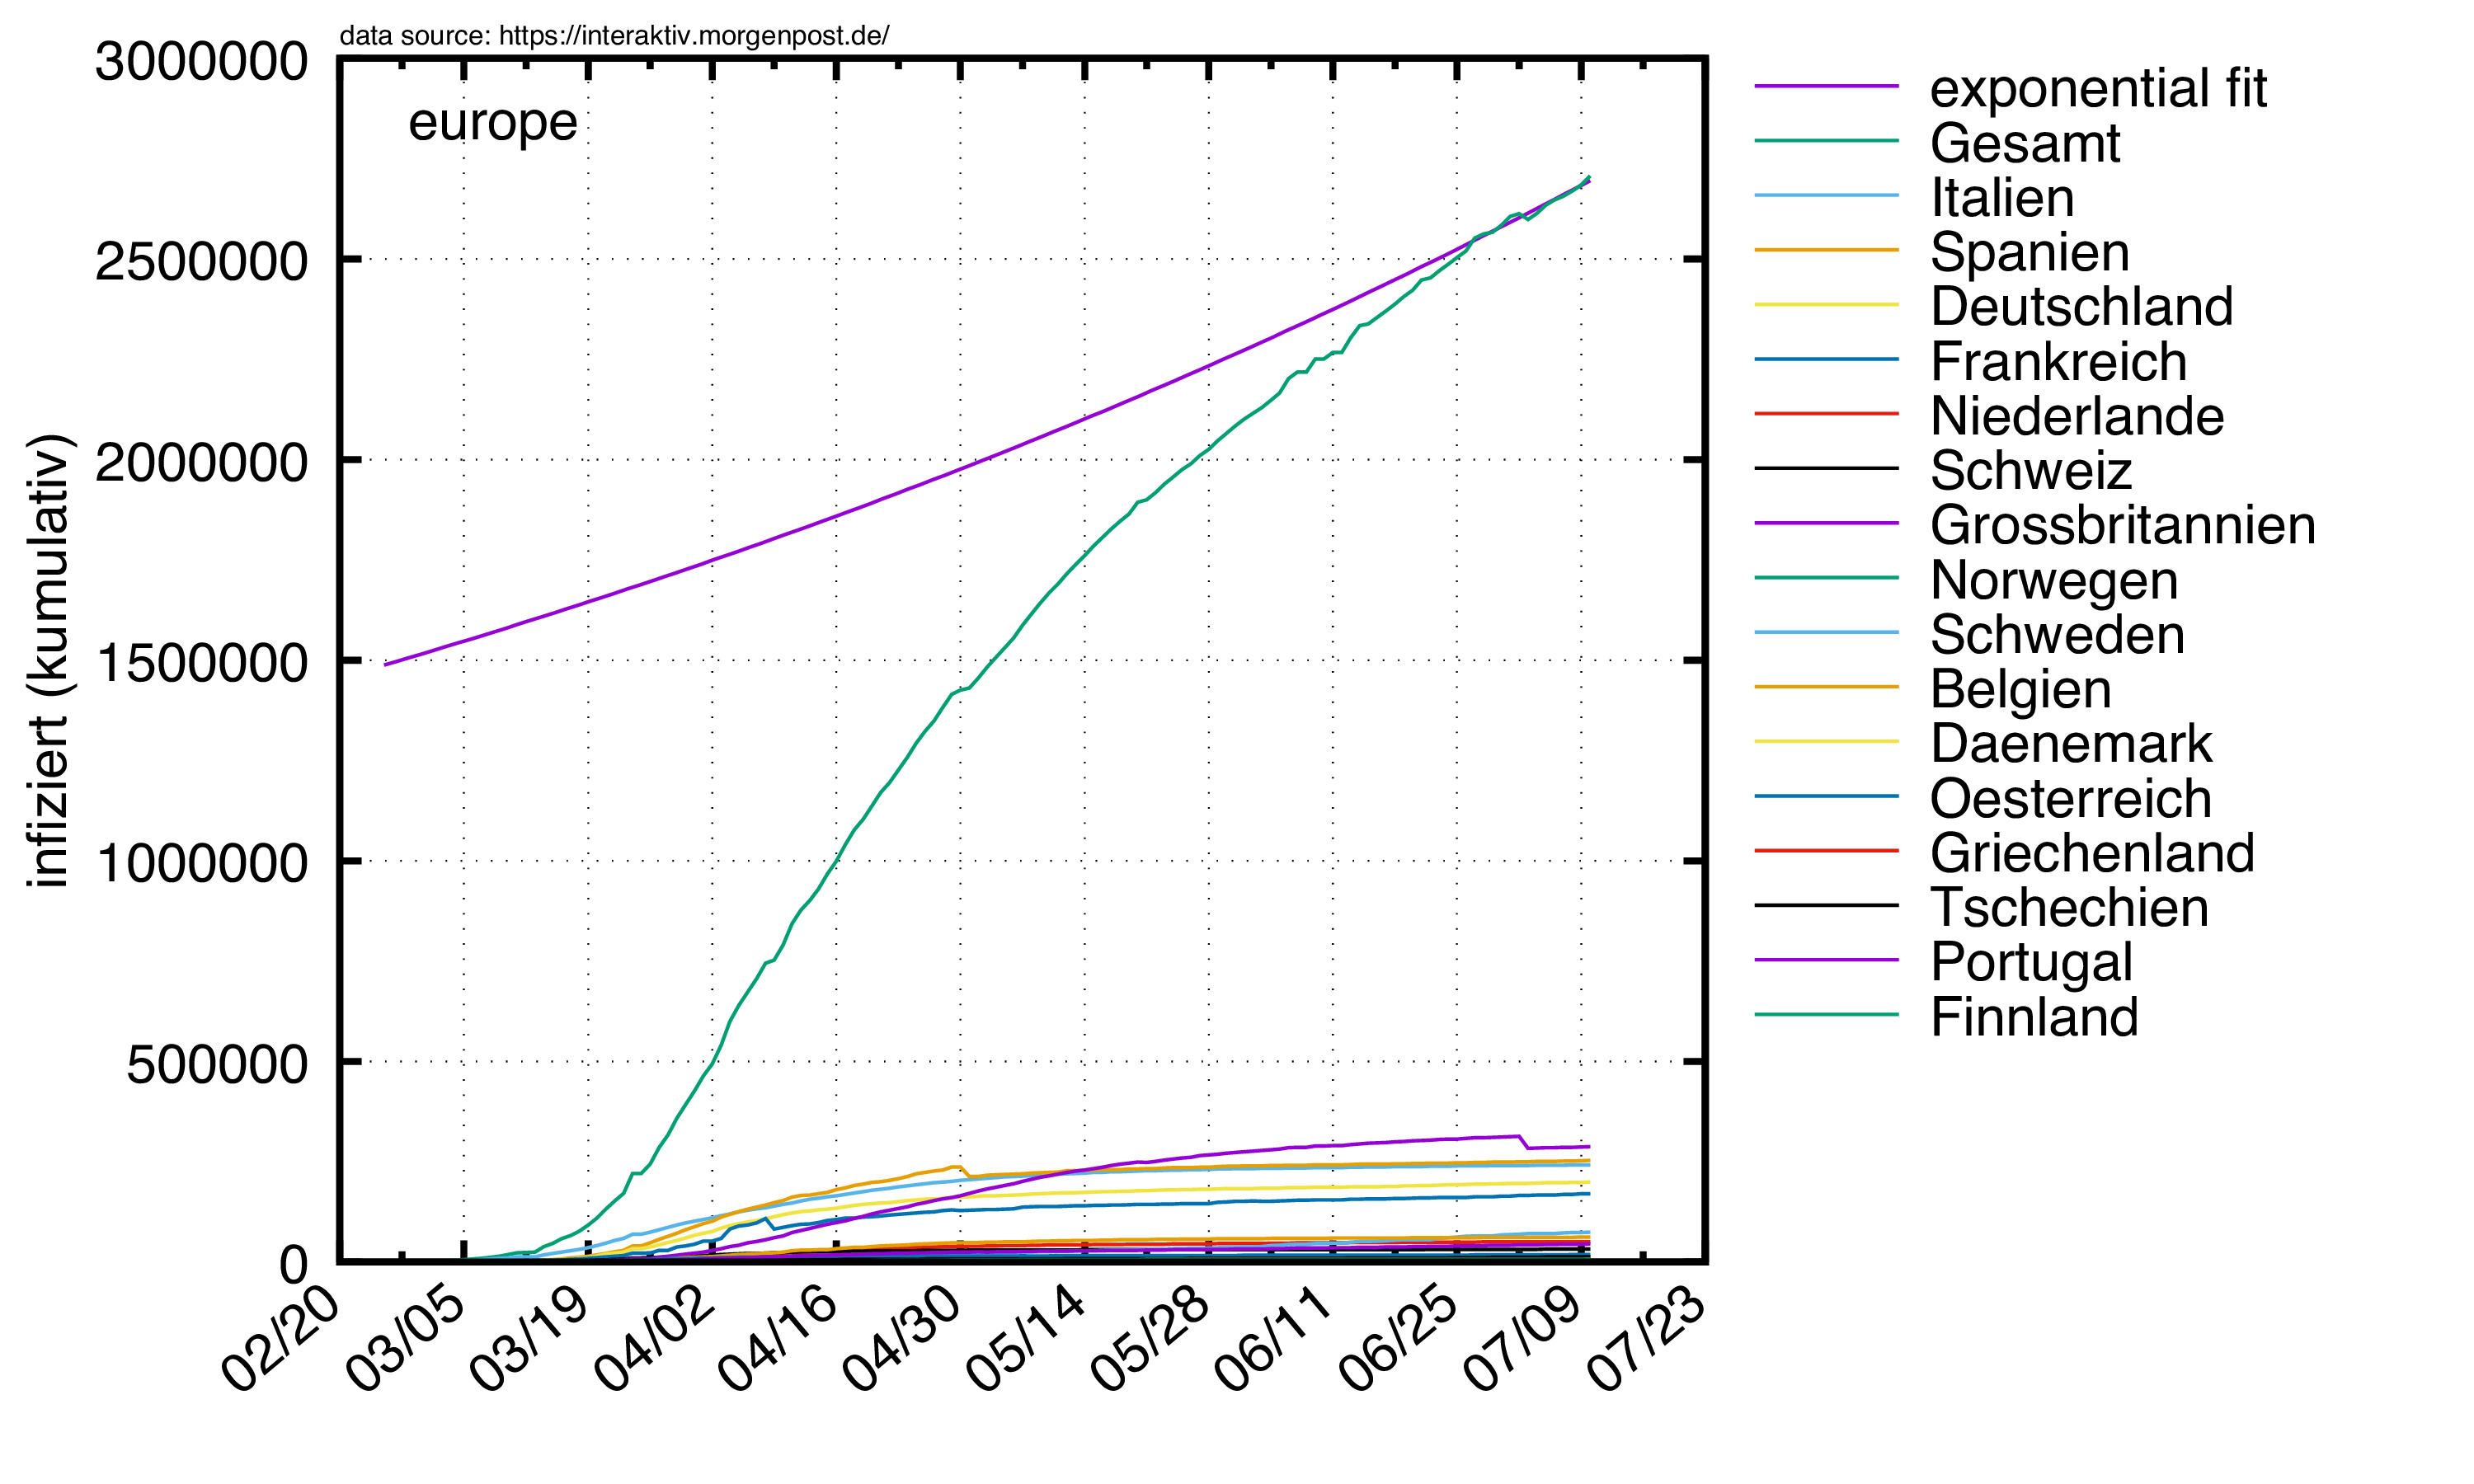 data source: https://interaktiv.morgenpost.de/
3000000
2500000
2000000
1500000
1000000
500000
0
infiziert (kumulativ)
europe
02/20
03/05
03/19
04/02
04/16
04/30
05/14
05/28
06/11
06/25
07/09
07/23
exponential fit
Gesamt
Italien
Spanien
Deutschland
Frankreich
Niederlande
Schweiz
Grossbritannien
Norwegen
Schweden
Belgien
Daenemark
Oesterreich
Griechenland
Tschechien
Portugal
Finnland